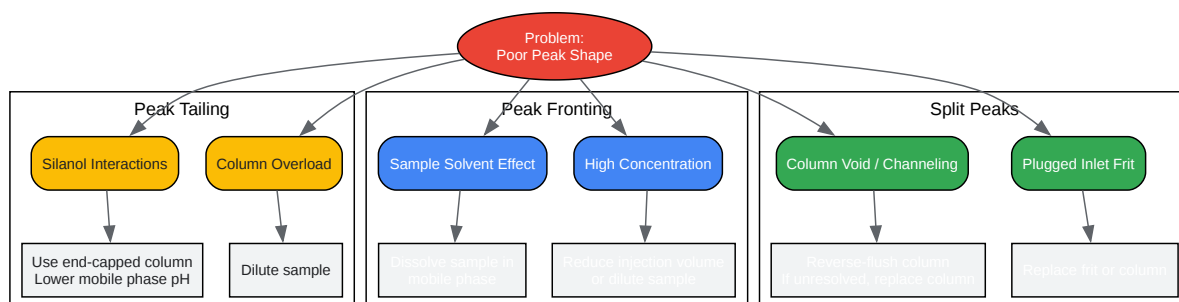 Problem:
Poor Peak Shape
Peak Tailing
Peak Fronting
Split Peaks
Silanol Interactions
Column Overload
Sample Solvent Effect
High Concentration
Column Void / Channeling
Plugged Inlet Frit
Use end-capped column
Lower mobile phase pH
Dilute sample
Dissolve sample in
mobile phase
Reduce injection volume
or dilute sample
Reverse-flush column
If unresolved, replace column
Replace frit or column